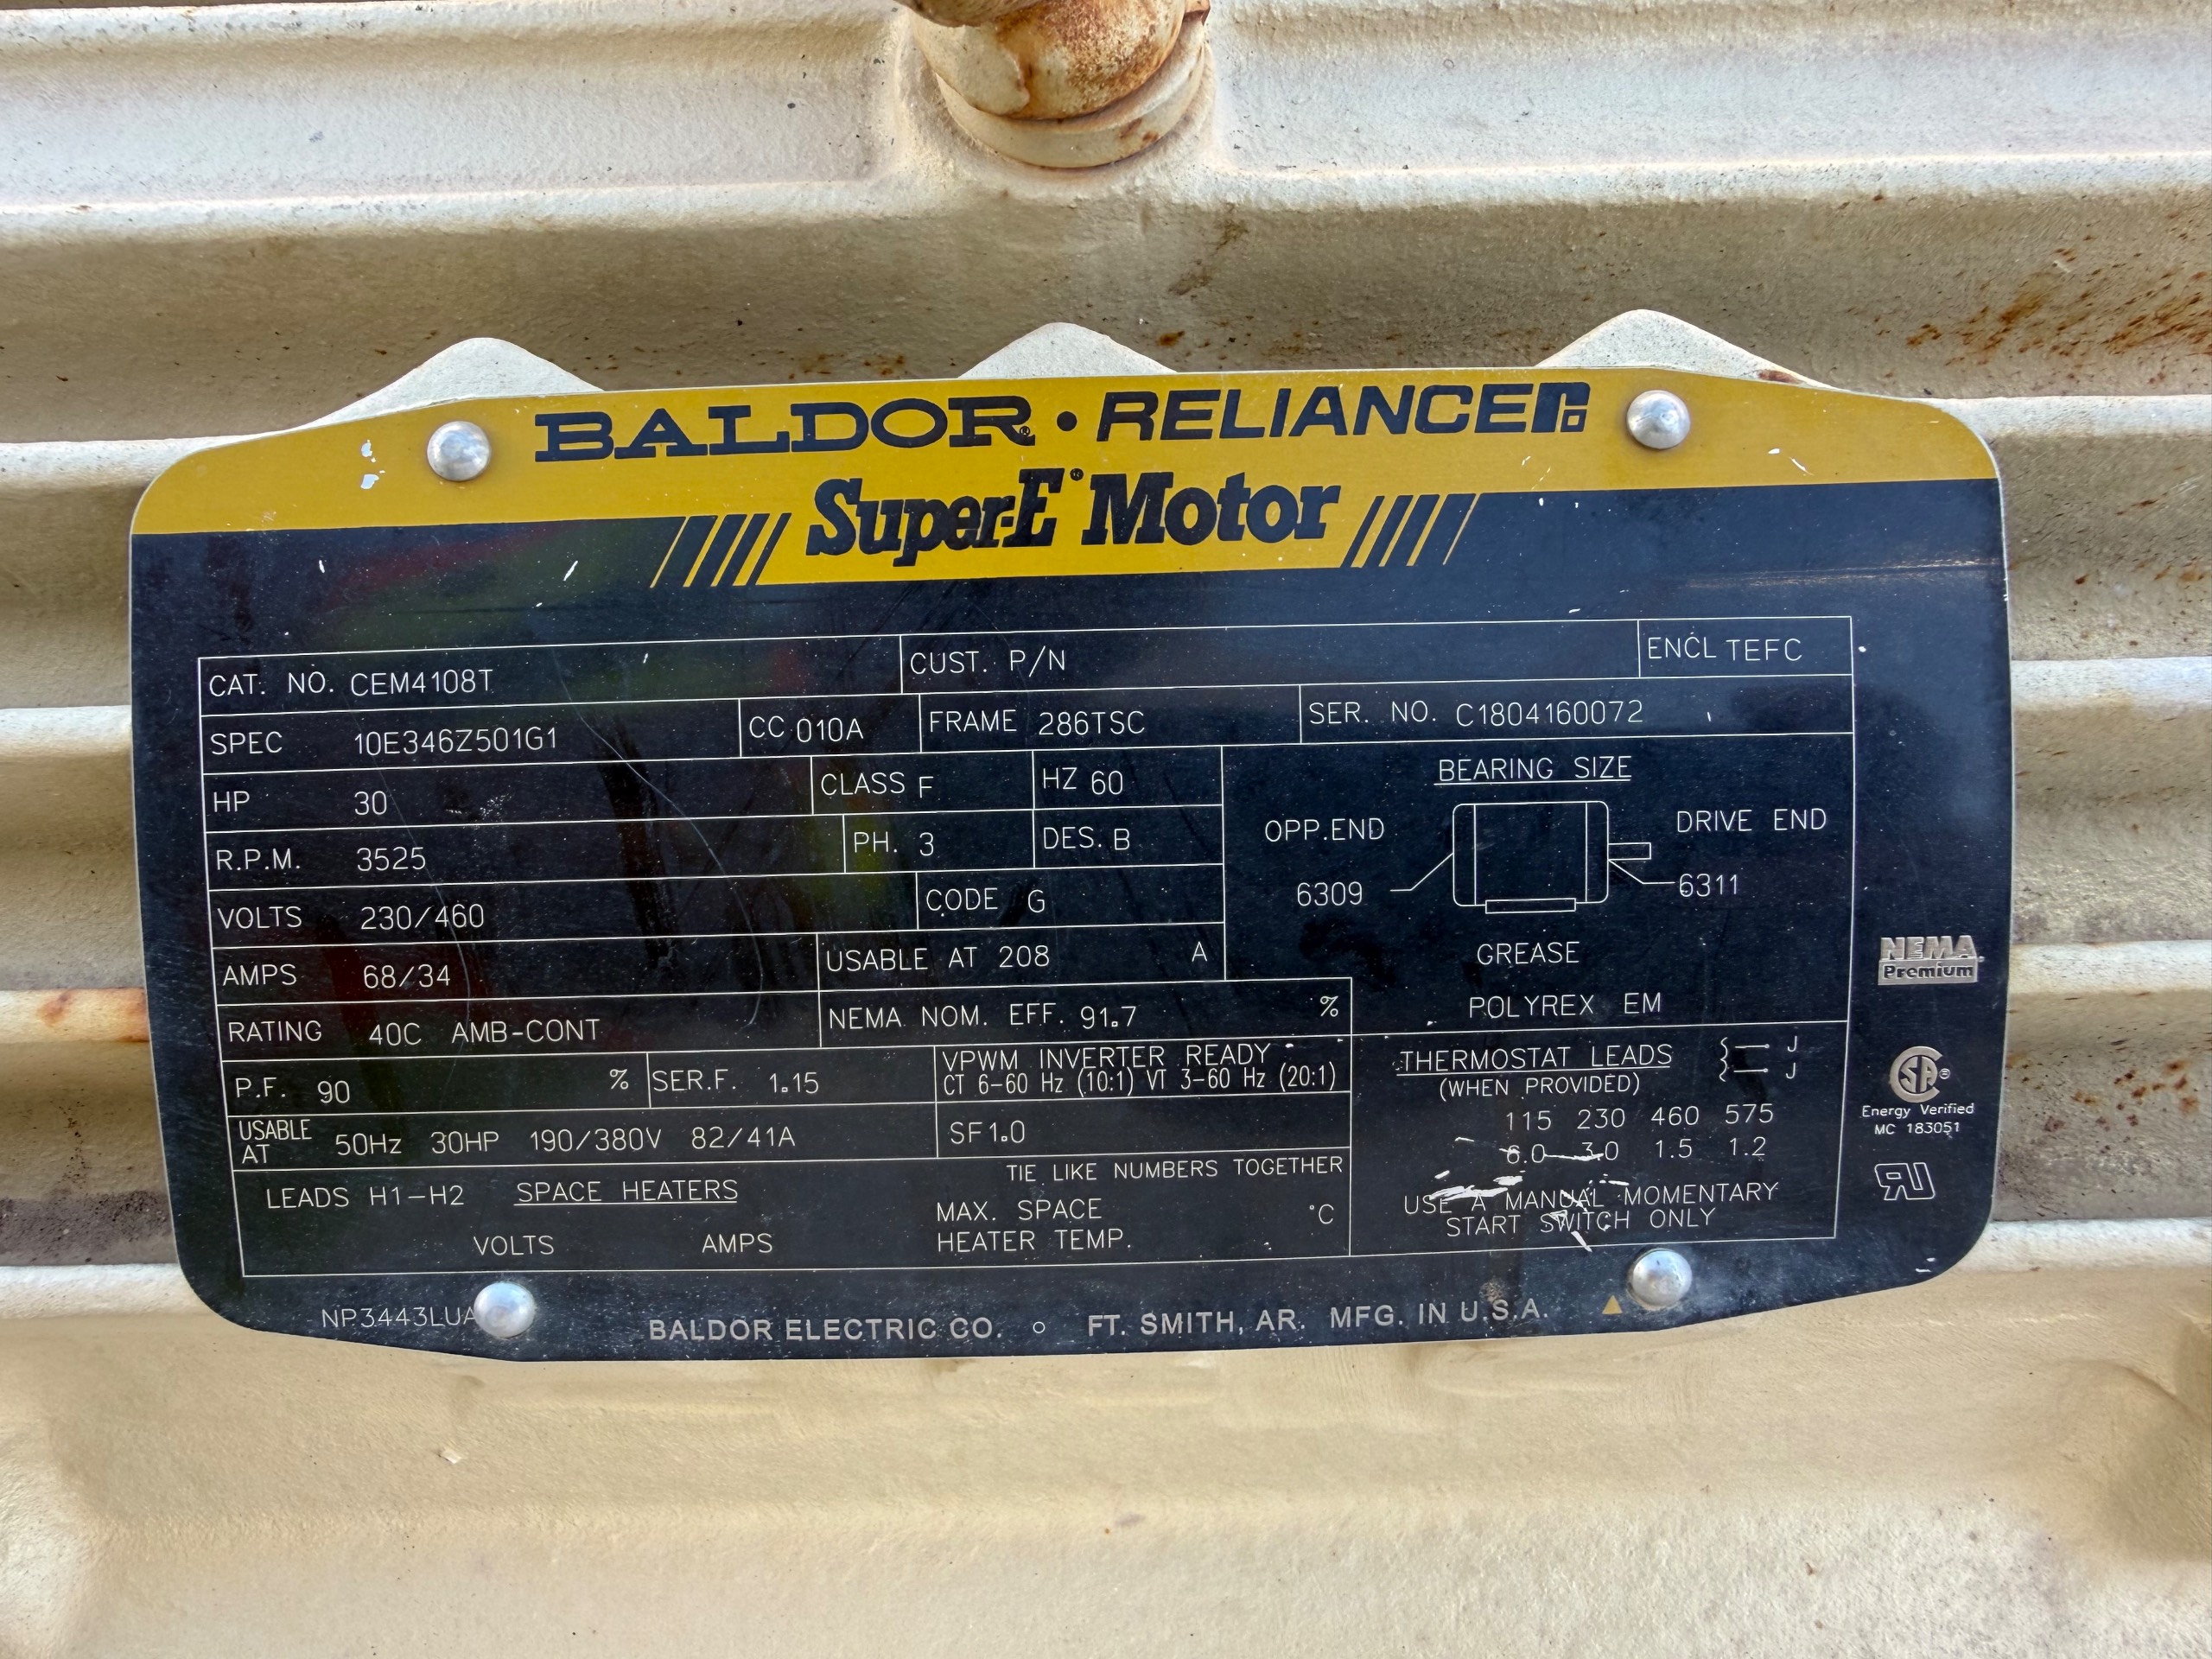 BALDOR® • RELIANCE
Super-E® Motor
CAT. NO. CEM4108T CUST. P/N ENCL TEFC
SPEC 10E346Z501G1 CC 010A FRAME 286TSC SER. NO. C1804160072
HP 30 CLASS F HZ 60
R.P.M. 3525 PH. 3 DES. B
VOLTS 230/460 CODE G
AMPS 68/34 USABLE AT 208 A
RATING 40C AMB-CONT NEMA NOM. EFF. 91.7 %
P.F. 90 % SER.F. 1.15 VPWM INVERTER READY
CT 6-60 Hz (10:1) VT 3-60 Hz (20:1)
USABLE AT 50Hz 30HP 190/380V 82/41A SF1.0
LEADS H1-H2 SPACE HEATERS TIE LIKE NUMBERS TOGETHER
VOLTS AMPS MAX. SPACE HEATER TEMP. °C
BEARING SIZE
OPP.END DRIVE END
6309 6311
GREASE
POLYREX EM
THERMOSTAT LEADS J
(WHEN PROVIDED) J
115 230 460 575
6.0 3.0 1.5 1.2
USE A MANUAL MOMENTARY
START SWITCH ONLY
NEMA
Premium
CSA®
Energy Verified
MC 183051
RU
NP3443LUA
BALDOR ELECTRIC CO. ○ FT. SMITH, AR. MFG. IN U.S.A.